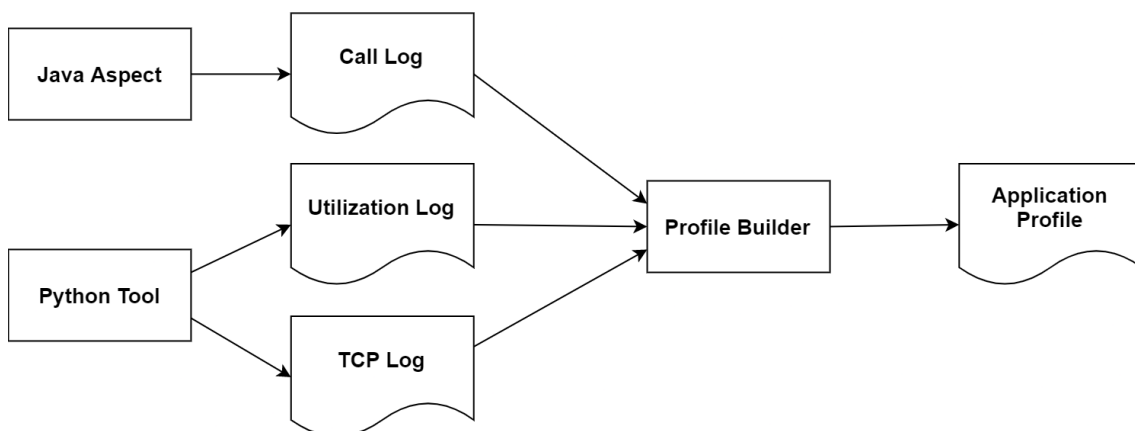 Java Aspect
Call Log
Utilization Log
Python Tool
TCP Log
Profile Builder
Application
Profile